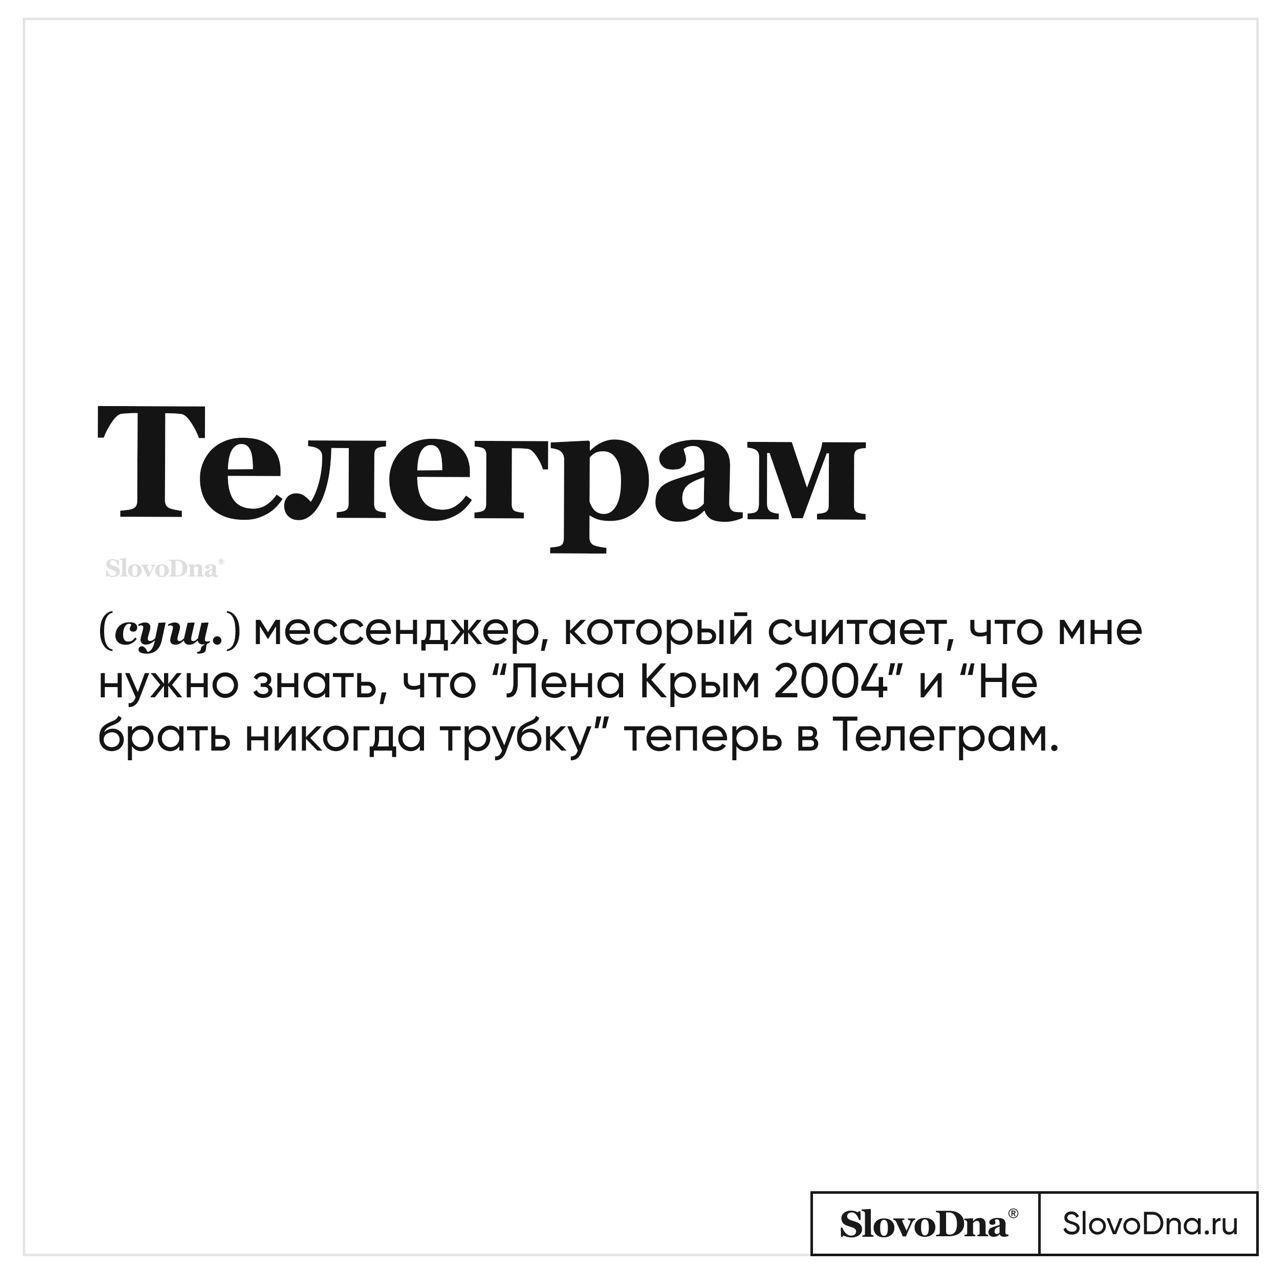 Телеграм
SlovoDna®
(сущ.) мессенджер, который считает, что мне
нужно знать, что “Лена Крым 2004” и “Не
брать никогда трубку” теперь в Телеграм.
SlovoDna® SlovoDna.ru